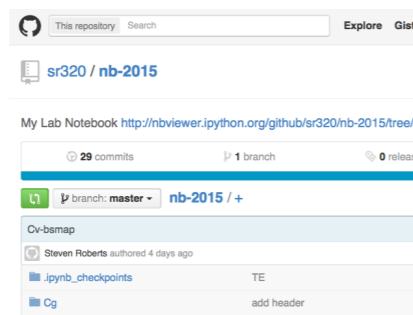 This repository Search Explore Gist
sr320 / nb-2015
My Lab Notebook http://nbviewer.ipython.org/github/sr320/nb-2015/tree/
29 commits 1 branch 0 relea
branch: master nb-2015 / +
Cv-bsmap
Steven Roberts authored 4 days ago
.ipynb_checkpoints TE
Cg add header